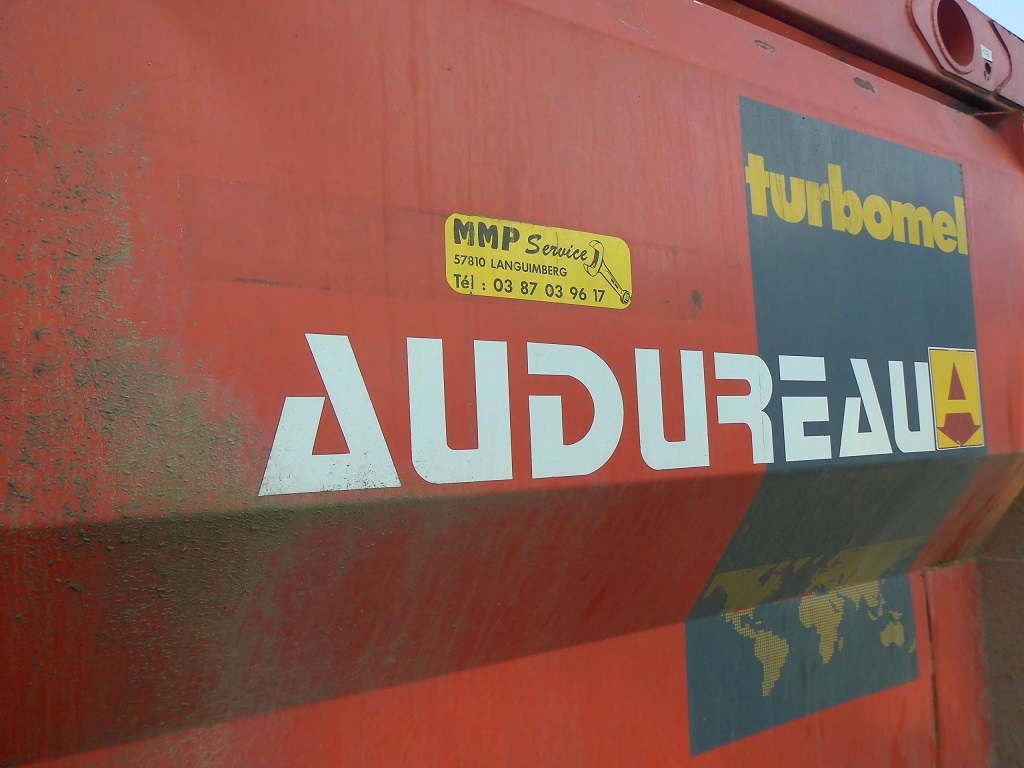 turbomel
MMP Service
57810 LANGUIMBERG
Tél : 03 87 03 96 17
AUDUREAU A